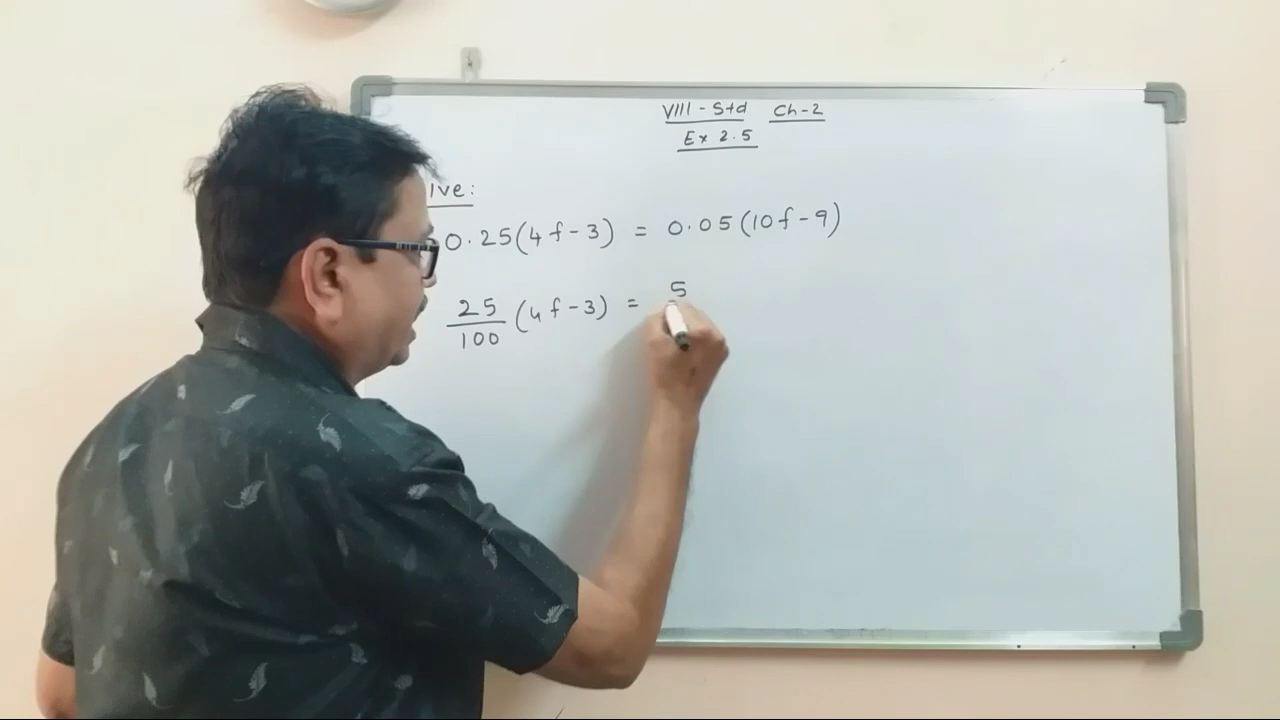 VIII - Std Ch-2
Ex 2.5
lve:
0.25(4f-3) = 0.05(10f-9)
25/100 (4f-3) = 5